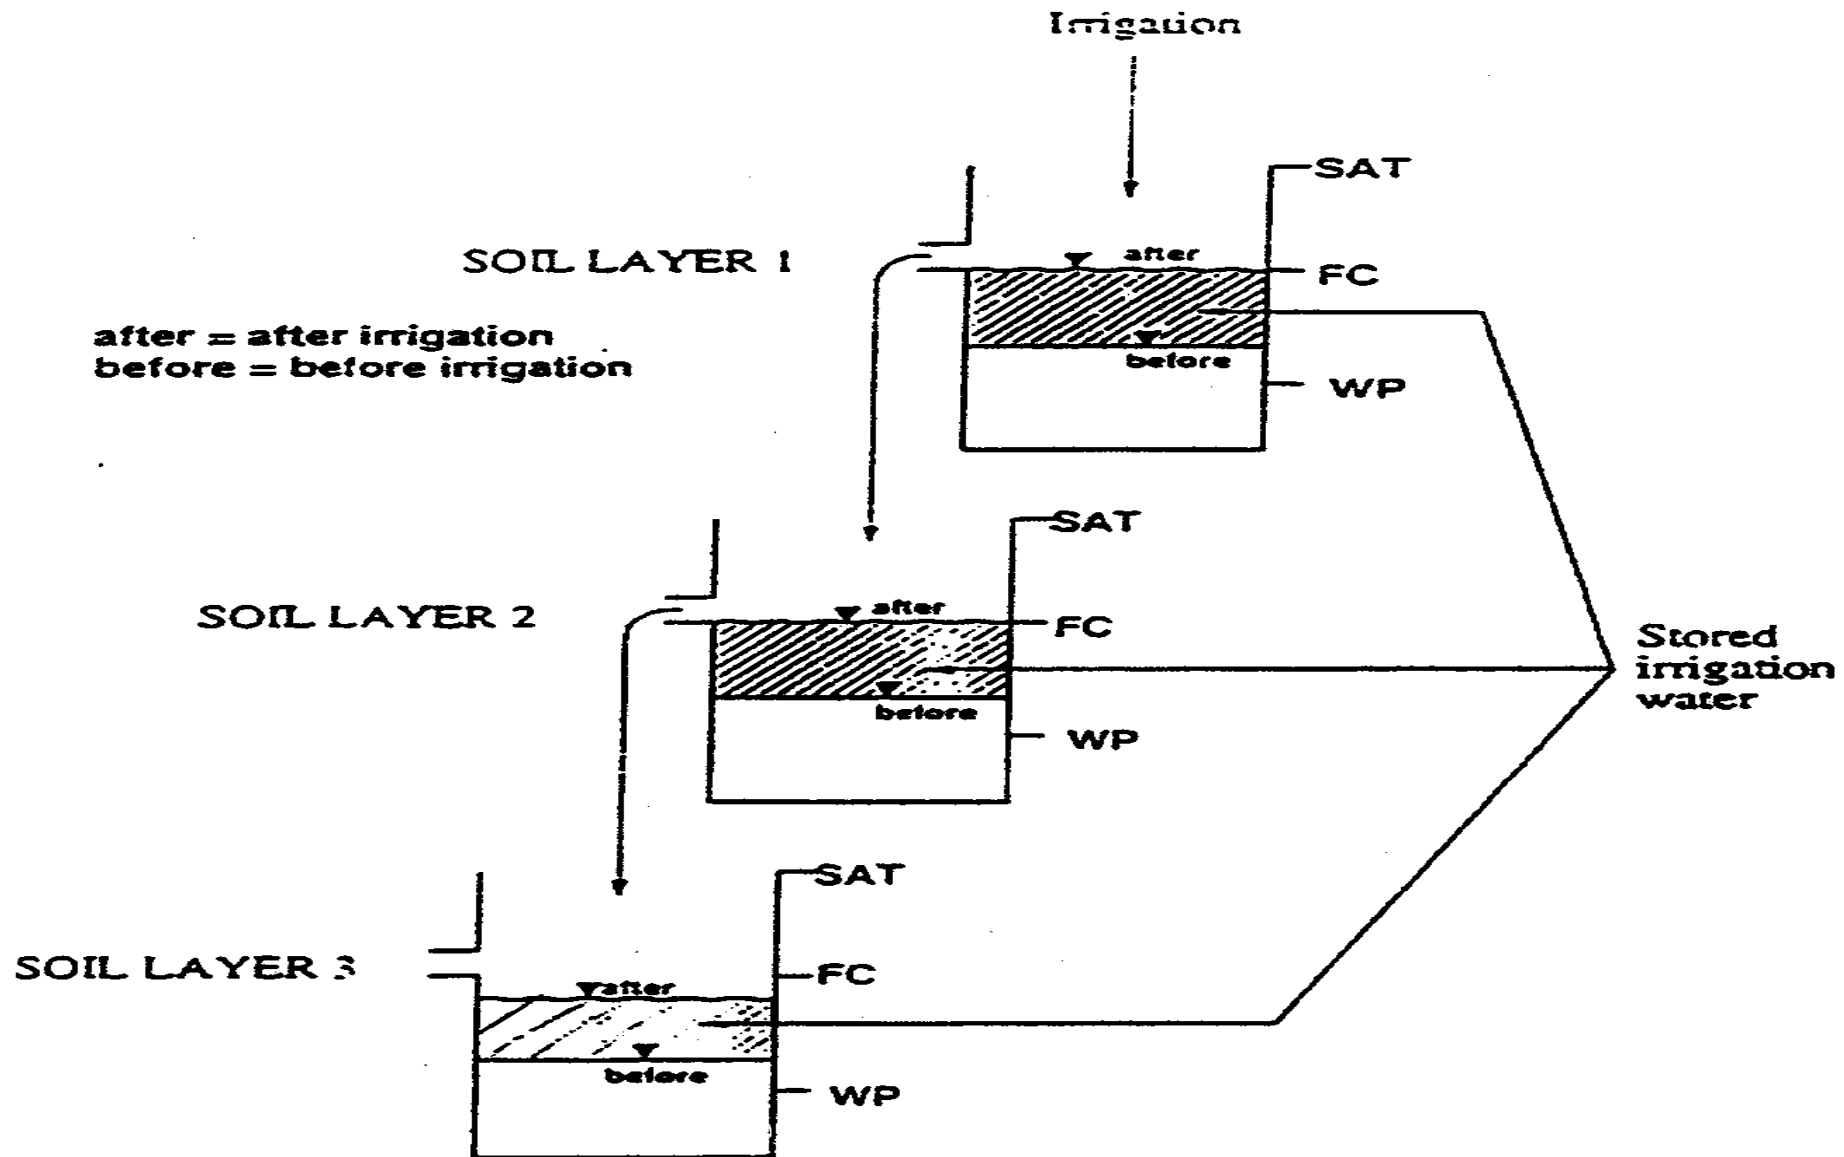 Irrigation
SAT
SOIL LAYER 1
after
FC
after = after irrigation
before = before irrigation
before
WP
SAT
SOIL LAYER 2
after
FC
Stored
irrigation
water
before
WP
SAT
SOIL LAYER 3
FC
after
before
WP